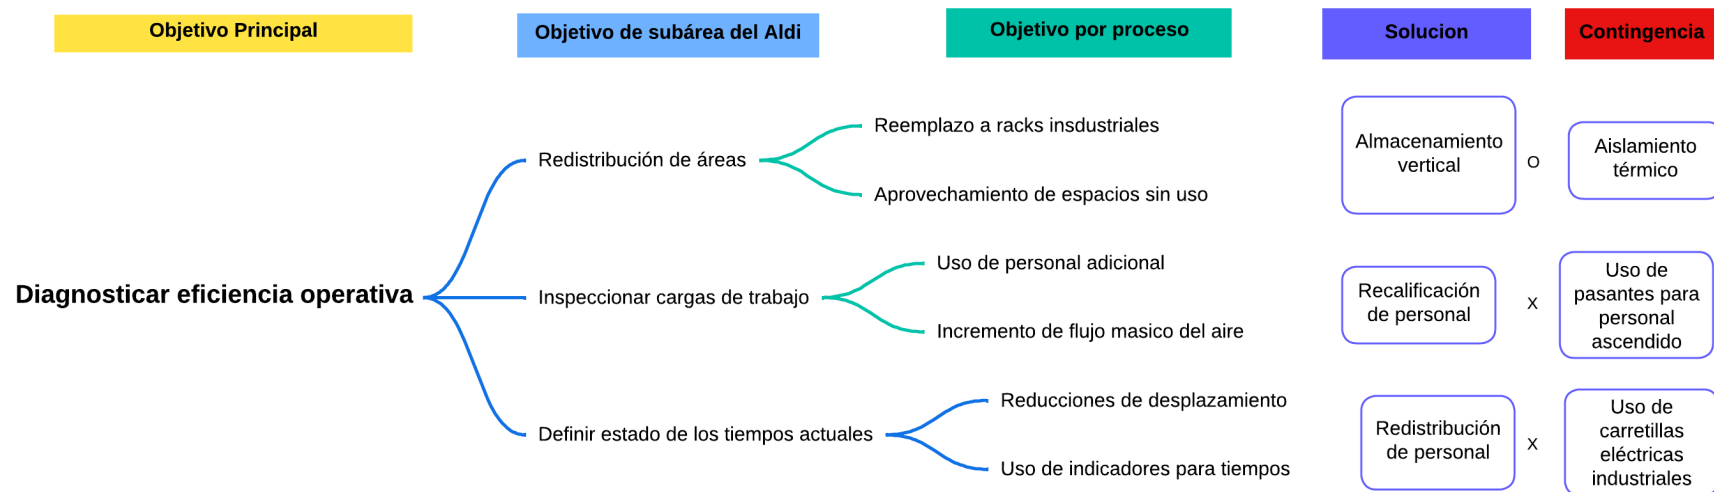 Objetivo Principal
Objetivo de subárea del Aldi
Objetivo por proceso
Solucion
Contingencia
Diagnosticar eficiencia operativa
Redistribución de áreas
Reemplazo a racks insdustriales
Aprovechamiento de espacios sin uso
Almacenamiento
vertical
O
Aislamiento
térmico
Inspeccionar cargas de trabajo
Uso de personal adicional
Incremento de flujo masico del aire
Recalificación
de personal
X
Uso de
pasantes para
personal
ascendido
Definir estado de los tiempos actuales
Reducciones de desplazamiento
Uso de indicadores para tiempos
Redistribución
de personal
X
Uso de
carretillas
eléctricas
industriales